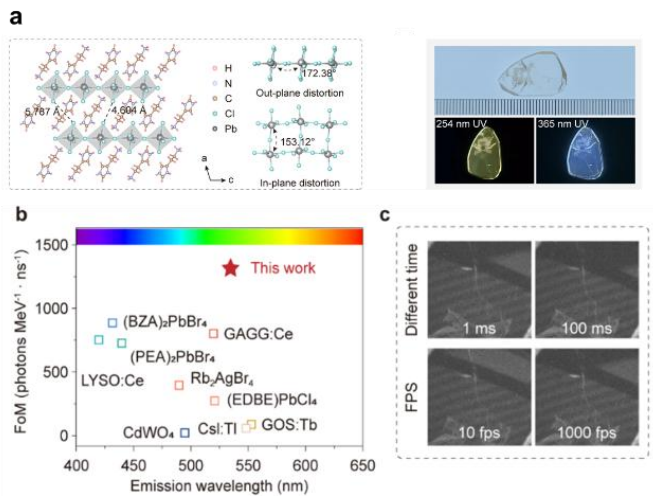 a
H
N
C
Cl
Pb
5.787 Å
4.604 Å
a
c
172.38°
Out-plane distortion
153.12°
In-plane distortion
254 nm UV
365 nm UV
b
1500
1000
500
0
FoM (photons MeV⁻¹ · ns⁻¹)
This work
(BZA)₂PbBr₄
GAGG:Ce
(PEA)₂PbBr₄
LYSO:Ce
Rb₂AgBr₄
(EDBE)PbCl₄
CdWO₄
CsI:Tl
GOS:Tb
400
450
500
550
600
650
Emission wavelength (nm)
c
Different time
1 ms
100 ms
FPS
10 fps
1000 fps